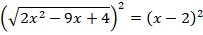 (√(2x² − 9x + 4))² = (x − 2)²